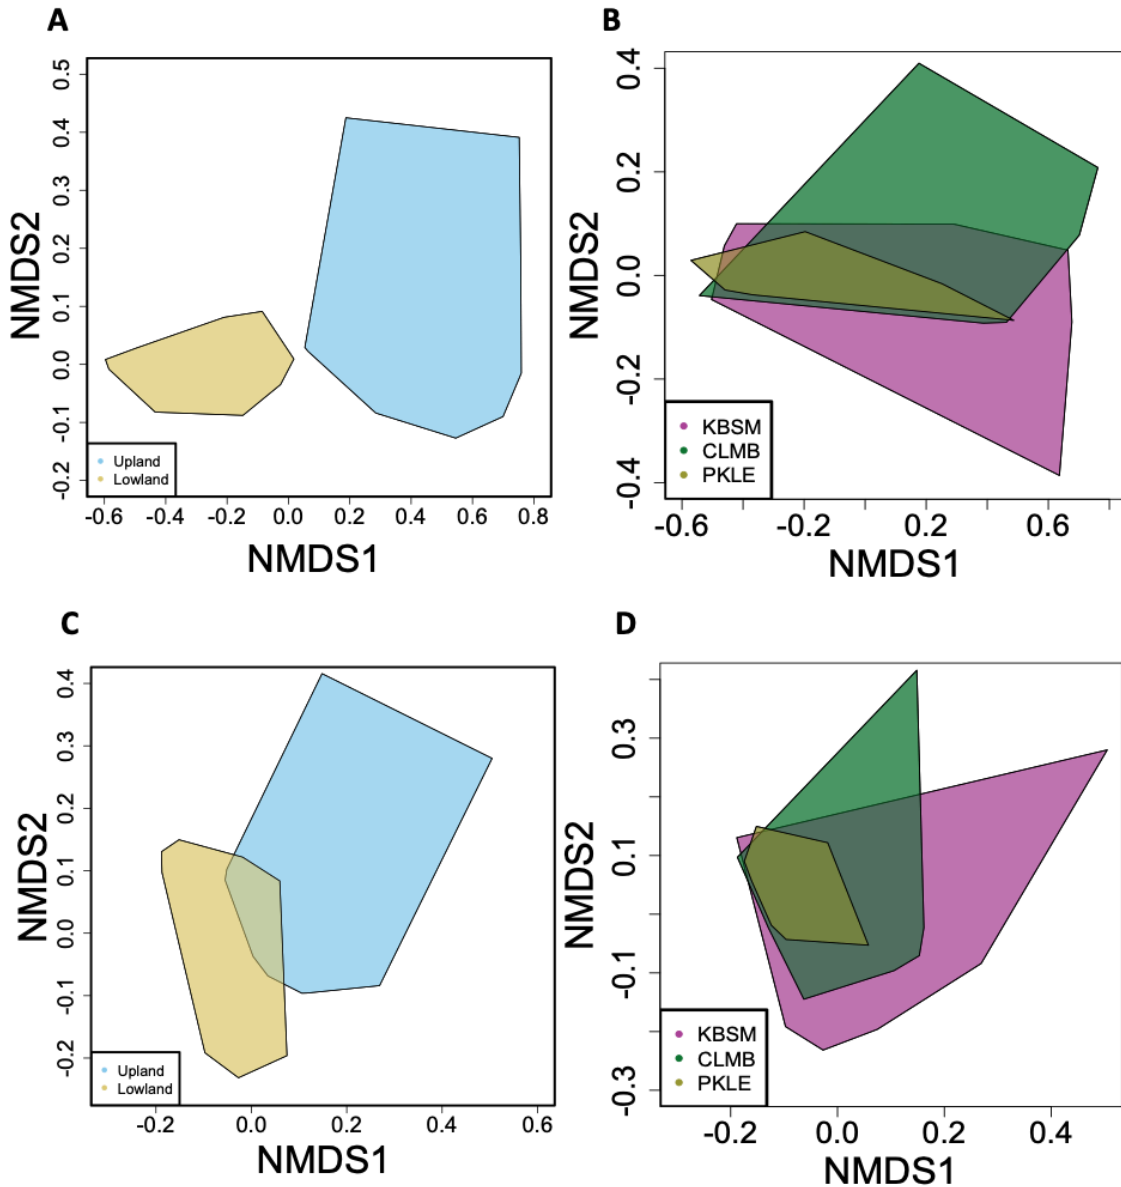 A
0.5
0.4
0.3
0.2
0.1
0.0
-0.1
-0.2
NMDS2
Upland
Lowland
-0.6 -0.4 -0.2 0.0 0.2 0.4 0.6 0.8
NMDS1
B
0.4
0.2
0.0
-0.2
-0.4
NMDS2
KBSM
CLMB
PKLE
-0.6 -0.2 0.2 0.6
NMDS1
C
0.4
0.3
0.2
0.1
0.0
-0.1
-0.2
NMDS2
Upland
Lowland
-0.2 0.0 0.2 0.4 0.6
NMDS1
D
0.3
0.1
-0.1
-0.3
NMDS2
KBSM
CLMB
PKLE
-0.2 0.0 0.2 0.4
NMDS1